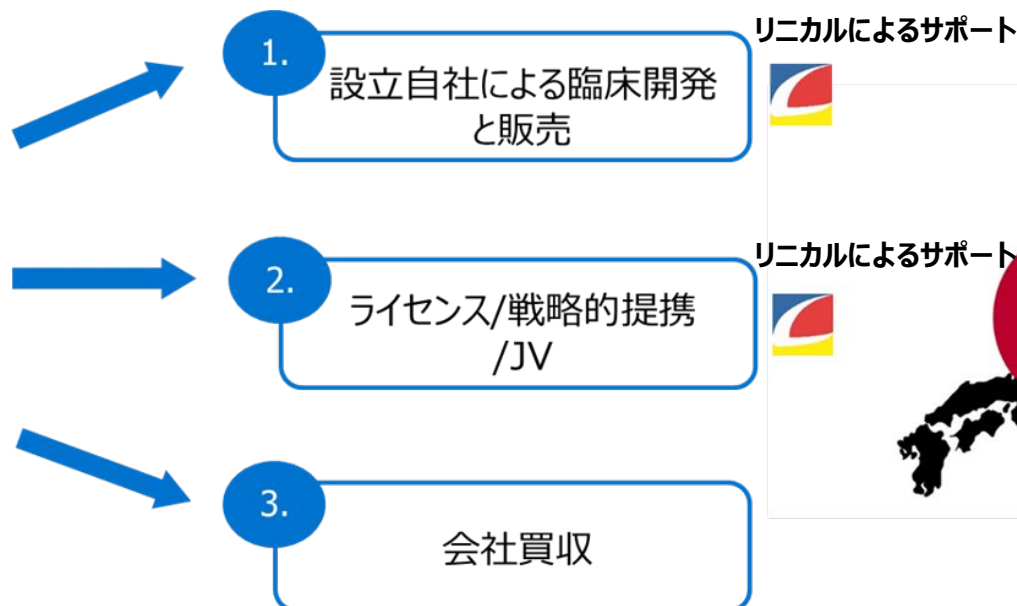 リニカルによるサポート
1.
設立自社による臨床開発
と販売
リニカルによるサポート
2.
ライセンス/戦略的提携
/JV
3.
会社買収